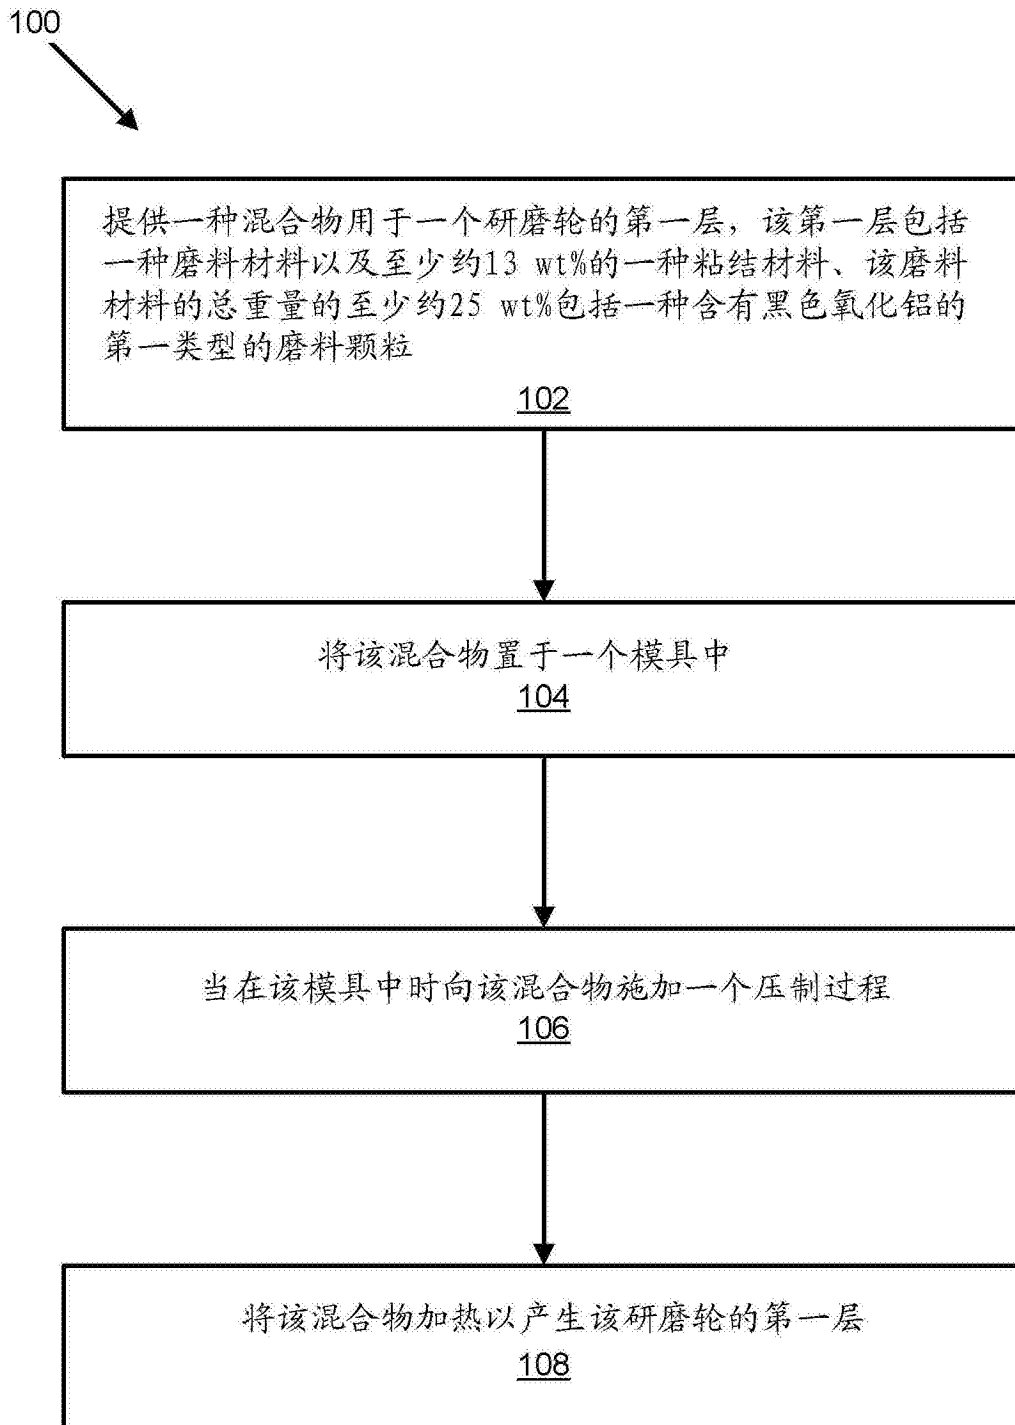 100
提供一种混合物用于一个研磨轮的第一层，该第一层包括
一种磨料材料以及至少约13 wt%的一种粘结材料、该磨料
材料的总重量的至少约25 wt%包括一种含有黑色氧化铝的
第一类型的磨料颗粒
102
将该混合物置于一个模具中
104
当在该模具中时向该混合物施加一个压制过程
106
将该混合物加热以产生该研磨轮的第一层
108